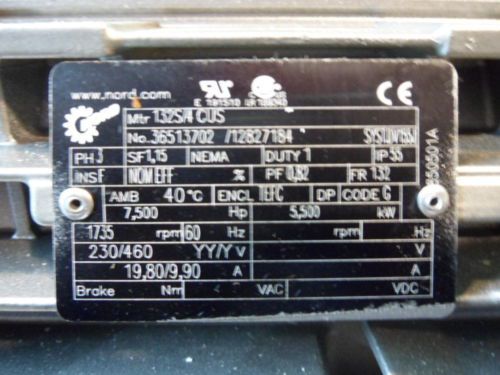 www.nord.com
CE
Mtr 132S/4 CUS
No. 36513702 /12827184
PH 3 SF 1,15 NEMA DUTY 1 IP 55
INS F NOM EFF % PF 0,82 FR 132
AMB 40 °C ENCL TEFC DP CODE G
7,500 Hp 5,500 kW
1735 rpm 60 Hz rpm Hz
230/460 YY/Y V V
19,80/9,90 A A
Brake Nm VAC VDC